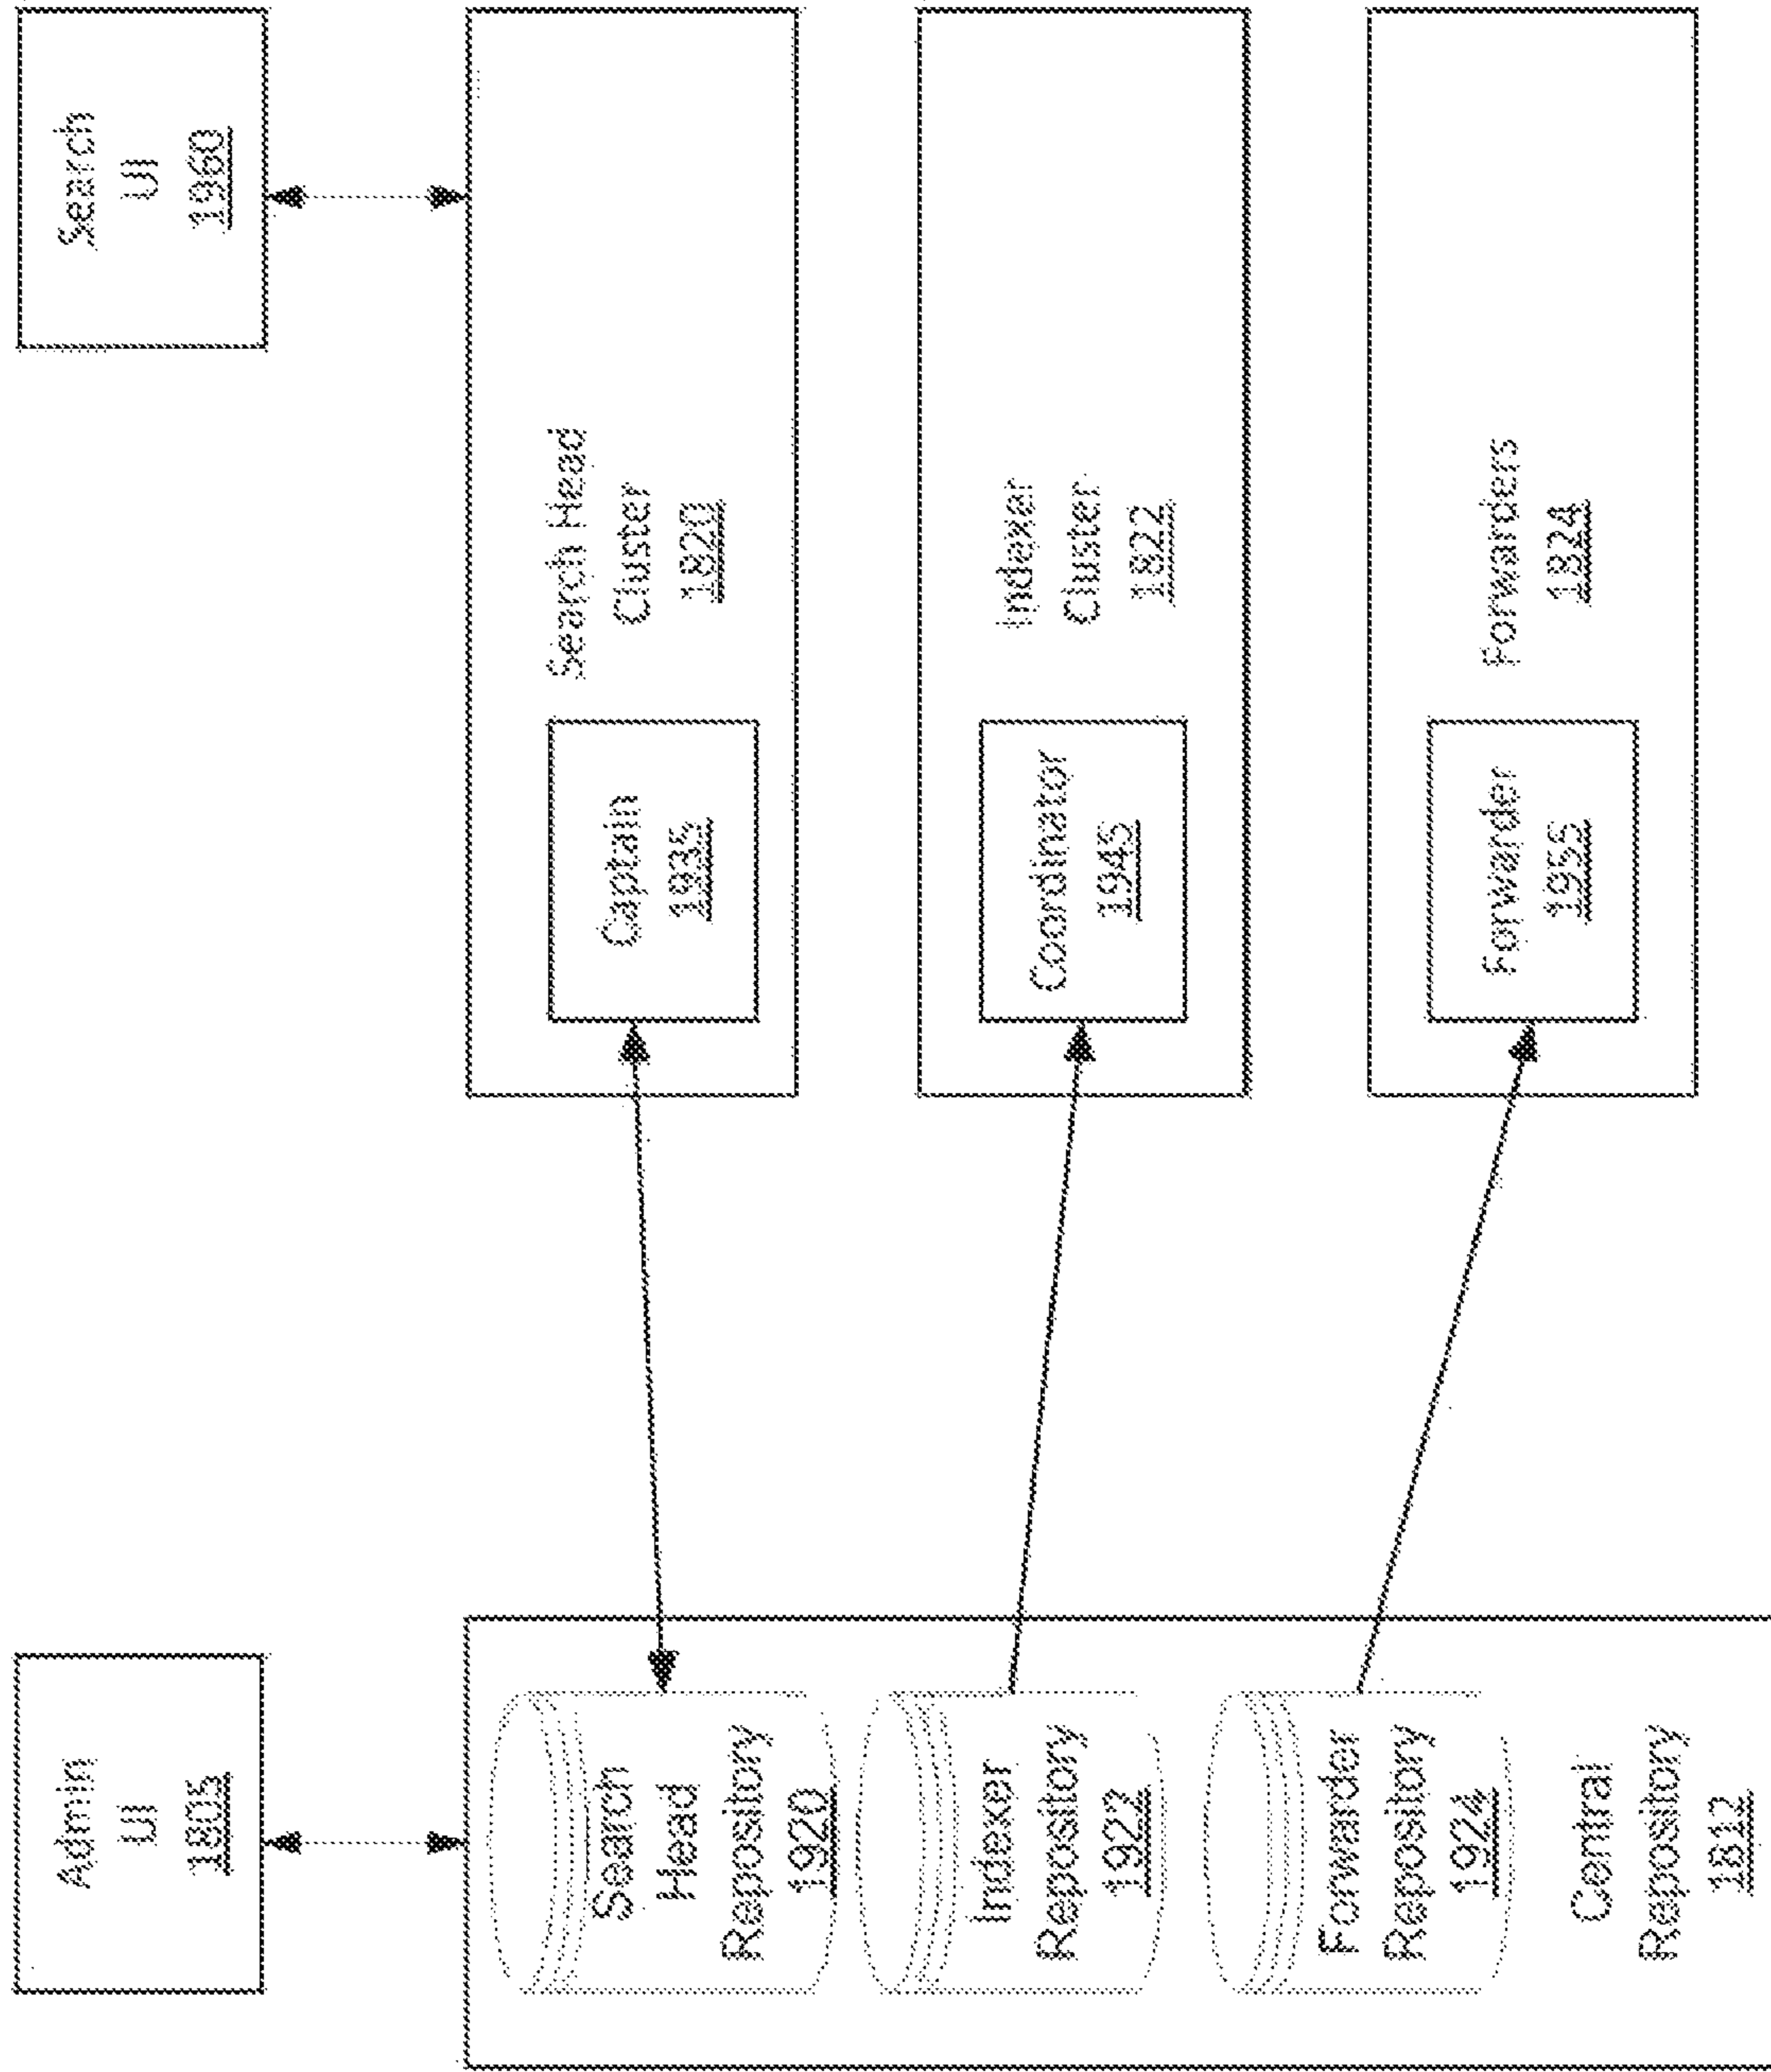 Admin
UI
1805
Search
UI
1960
Search
Head
Repository
1920
Indexer
Repository
1922
Forwarder
Repository
1924
Central
Repository
1812
Captain
1935
Search Head
Cluster
1820
Coordinator
1945
Indexer
Cluster
1822
Forwarder
1955
Forwarders
1824